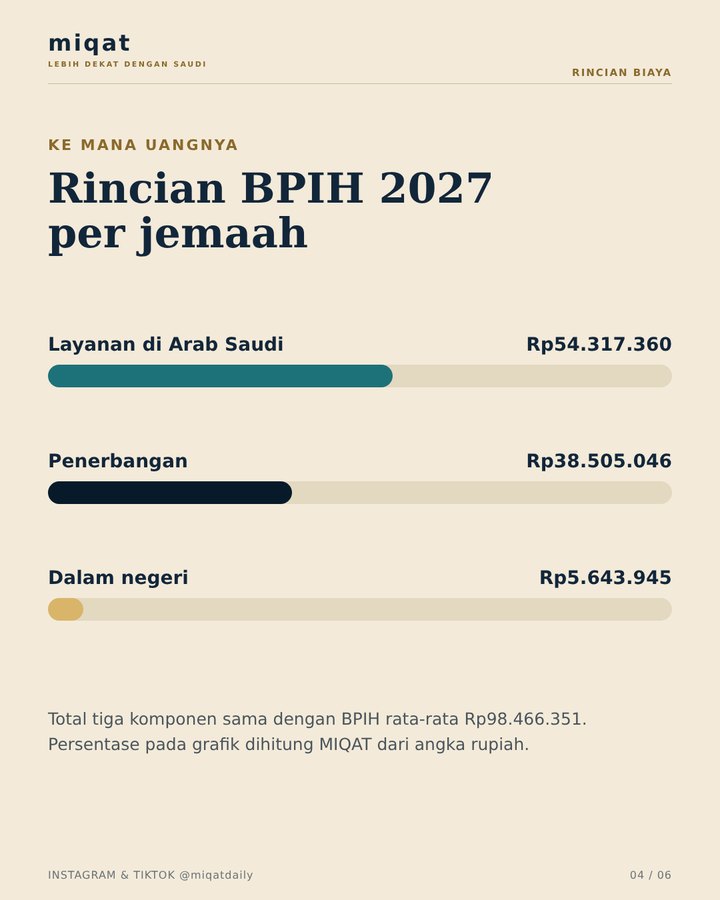 miqat
LEBIH DEKAT DENGAN SAUDI
RINCIAN BIAYA
KE MANA UANGNYA
Rincian BPIH 2027
per jemaah
Layanan di Arab Saudi Rp54.317.360
Penerbangan Rp38.505.046
Dalam negeri Rp5.643.945
Total tiga komponen sama dengan BPIH rata-rata Rp98.466.351.
Persentase pada grafik dihitung MIQAT dari angka rupiah.
INSTAGRAM & TIKTOK @miqatdaily 04 / 06